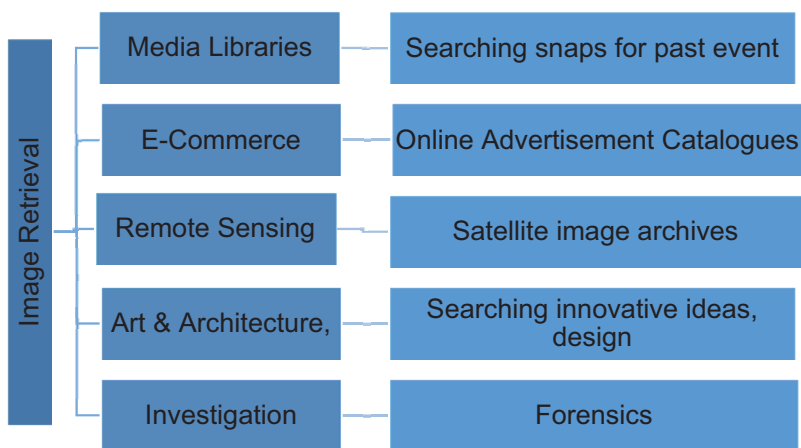 Image Retrieval
Media Libraries
Searching snaps for past event
E-Commerce
Online Advertisement Catalogues
Remote Sensing
Satellite image archives
Art & Architecture,
Searching innovative ideas,
design
Investigation
Forensics